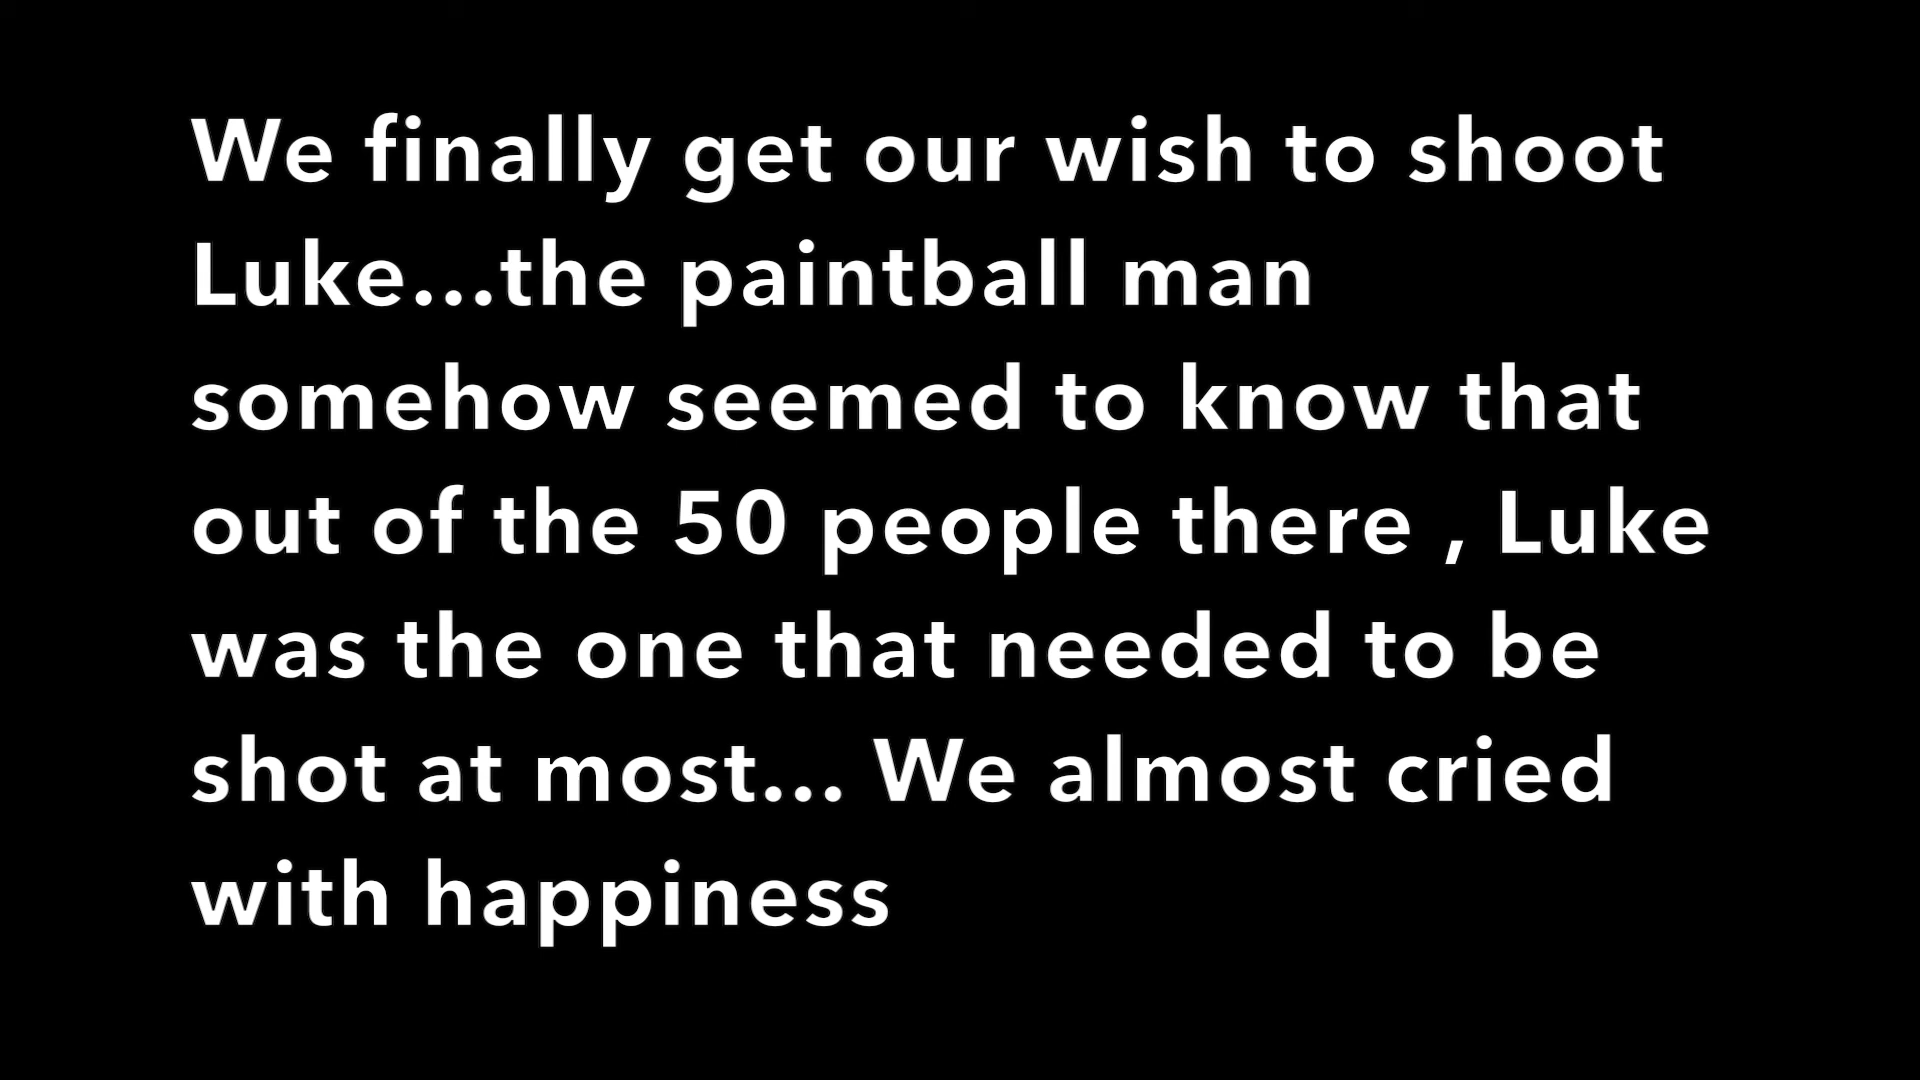 We finally get our wish to shoot
Luke...the paintball man
somehow seemed to know that
out of the 50 people there , Luke
was the one that needed to be
shot at most... We almost cried
with happiness